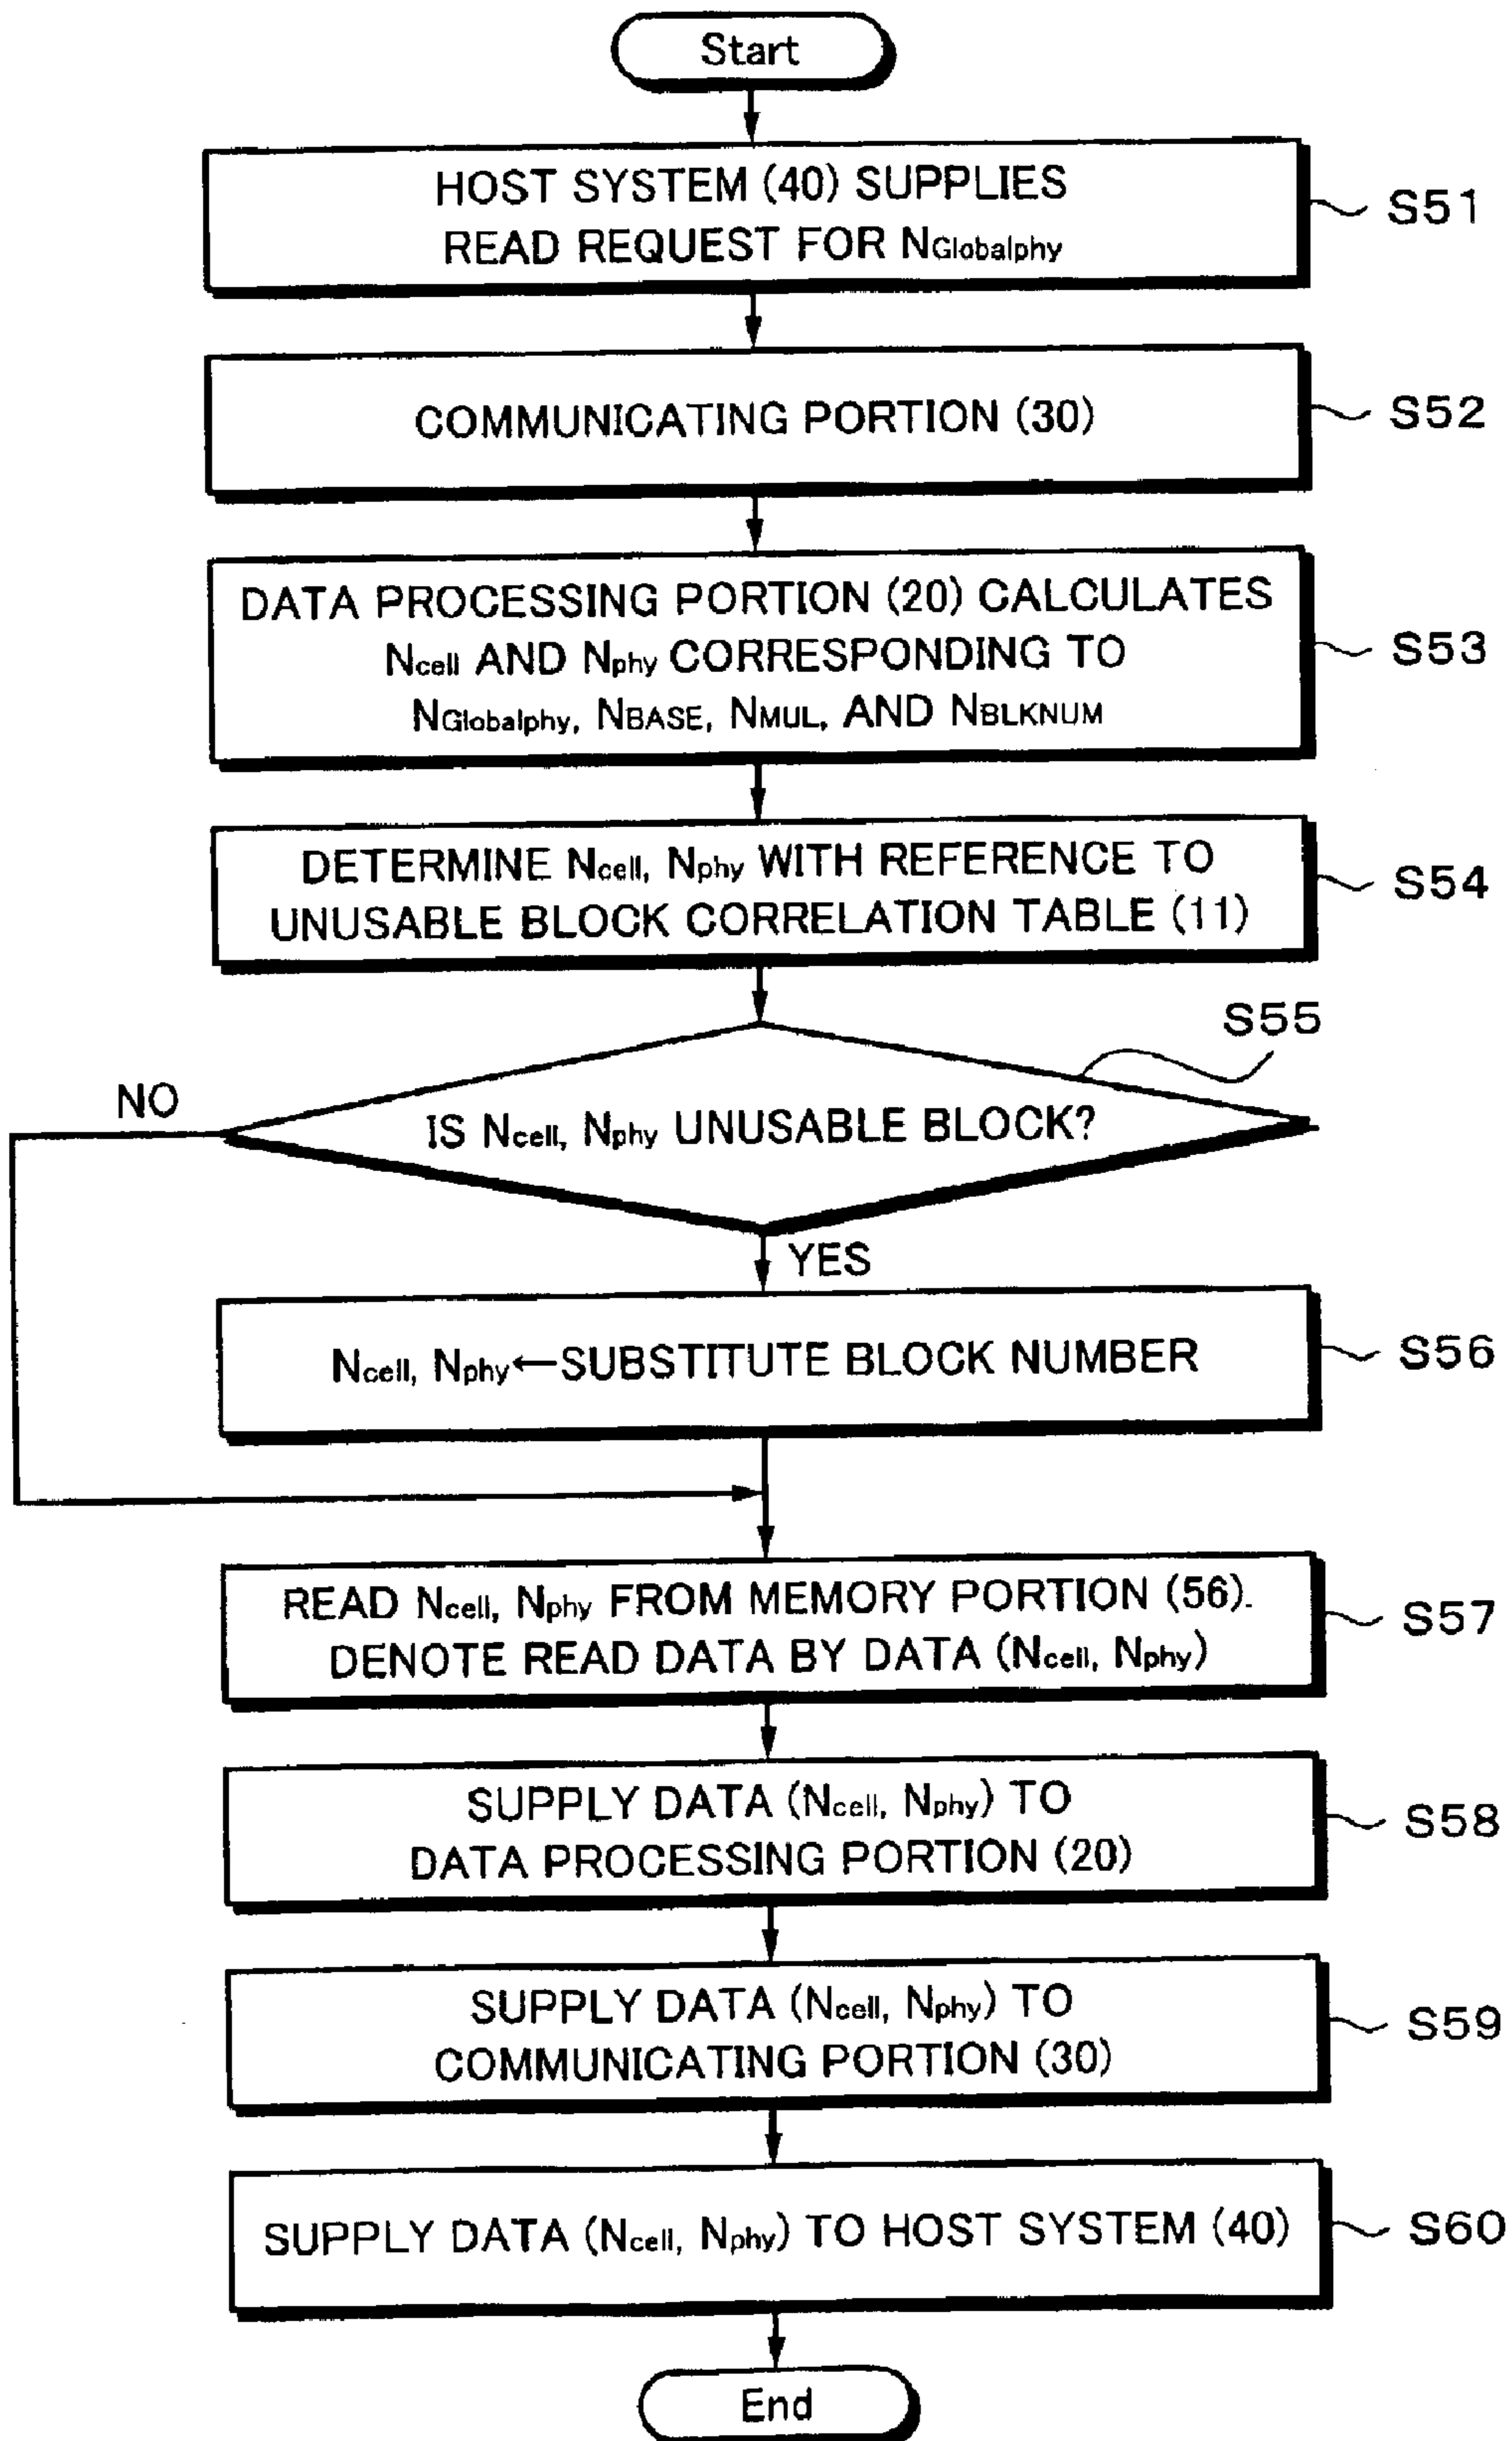 Start
HOST SYSTEM (40) SUPPLIES
READ REQUEST FOR NGlobalphy
S51
COMMUNICATING PORTION (30)
S52
DATA PROCESSING PORTION (20) CALCULATES
Ncell AND Nphy CORRESPONDING TO
NGlobalphy, NBASE, NMUL, AND NBLKNUM
S53
DETERMINE Ncell, Nphy WITH REFERENCE TO
UNUSABLE BLOCK CORRELATION TABLE (11)
S54
S55
NO
IS Ncell, Nphy UNUSABLE BLOCK?
YES
Ncell, Nphy←SUBSTITUTE BLOCK NUMBER
S56
READ Ncell, Nphy FROM MEMORY PORTION (56).
DENOTE READ DATA BY DATA (Ncell, Nphy)
S57
SUPPLY DATA (Ncell, Nphy) TO
DATA PROCESSING PORTION (20)
S58
SUPPLY DATA (Ncell, Nphy) TO
COMMUNICATING PORTION (30)
S59
SUPPLY DATA (Ncell, Nphy) TO HOST SYSTEM (40)
S60
End